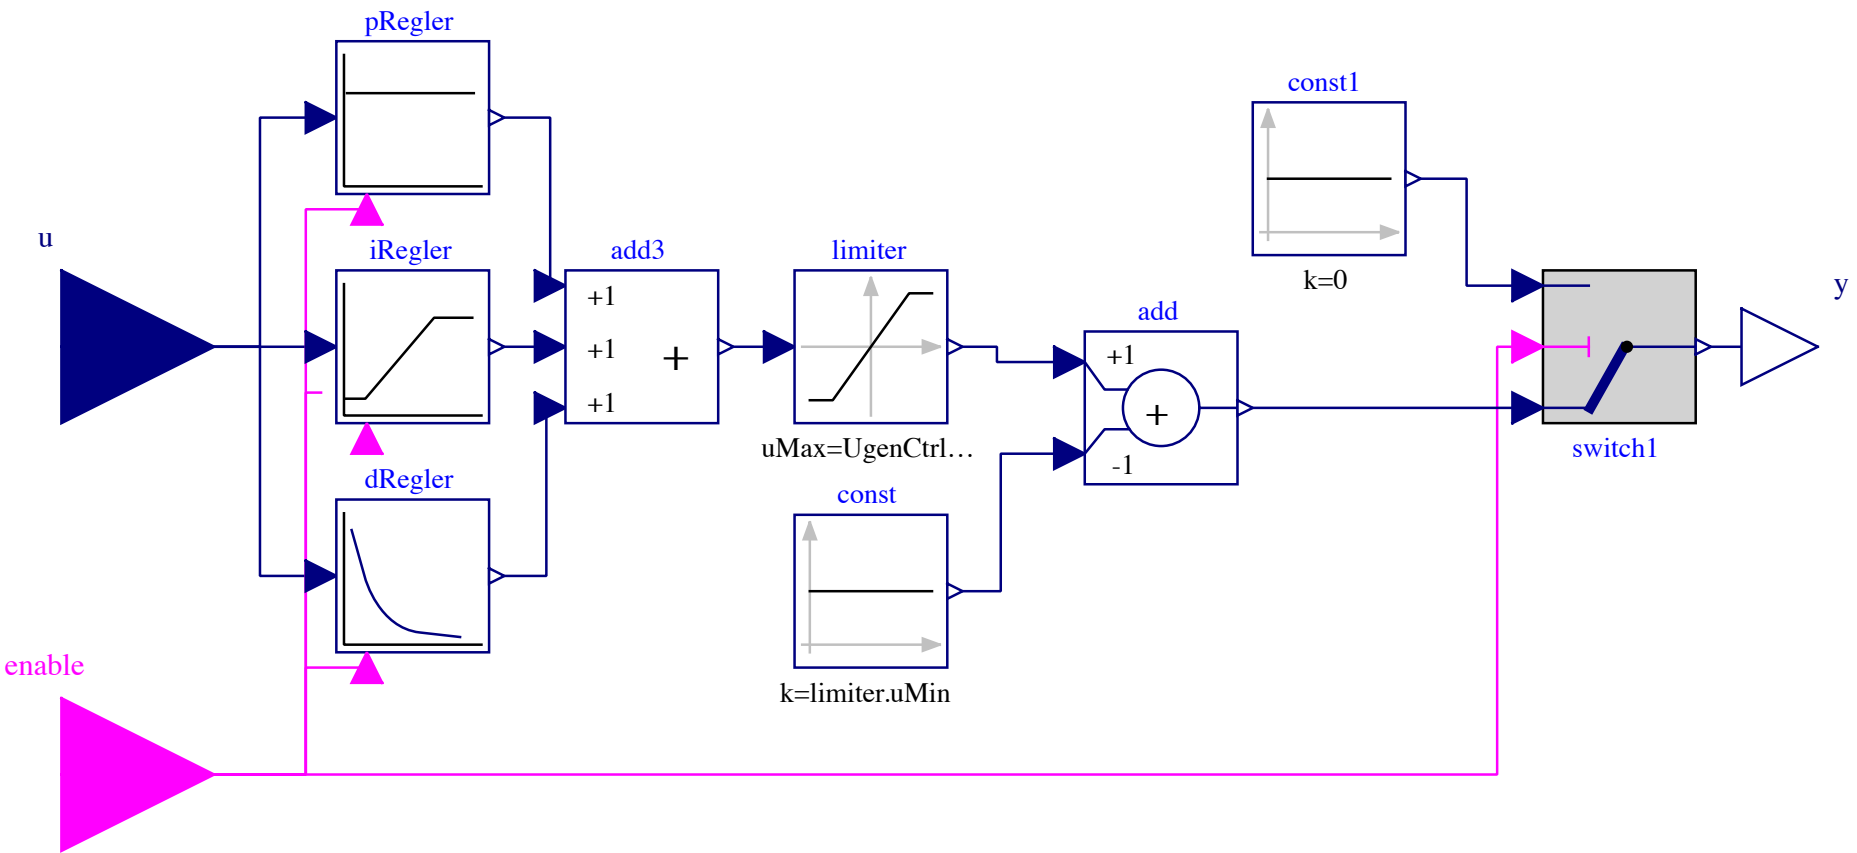 pRegler
const1
u
iRegler
add3
limiter
k=0
y
+1
+1
+1
+
add
+1
+
-1
uMax=UgenCtrl...
switch1
dRegler
const
enable
k=limiter.uMin